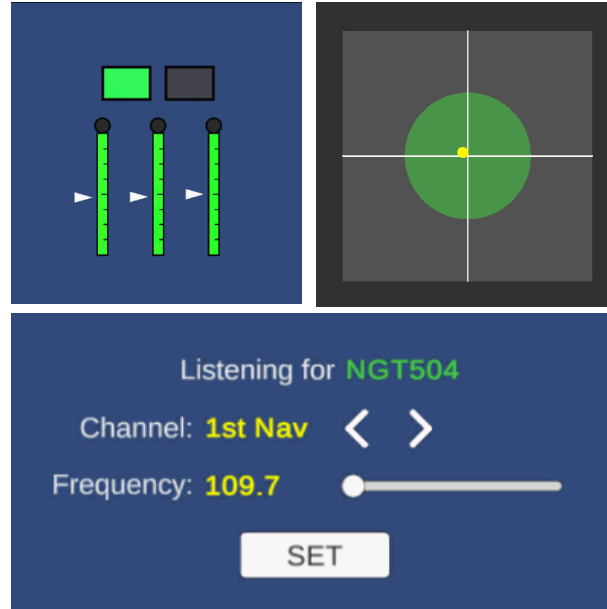 Listening for NGT504
Channel: 1st Nav
Frequency: 109.7
SET